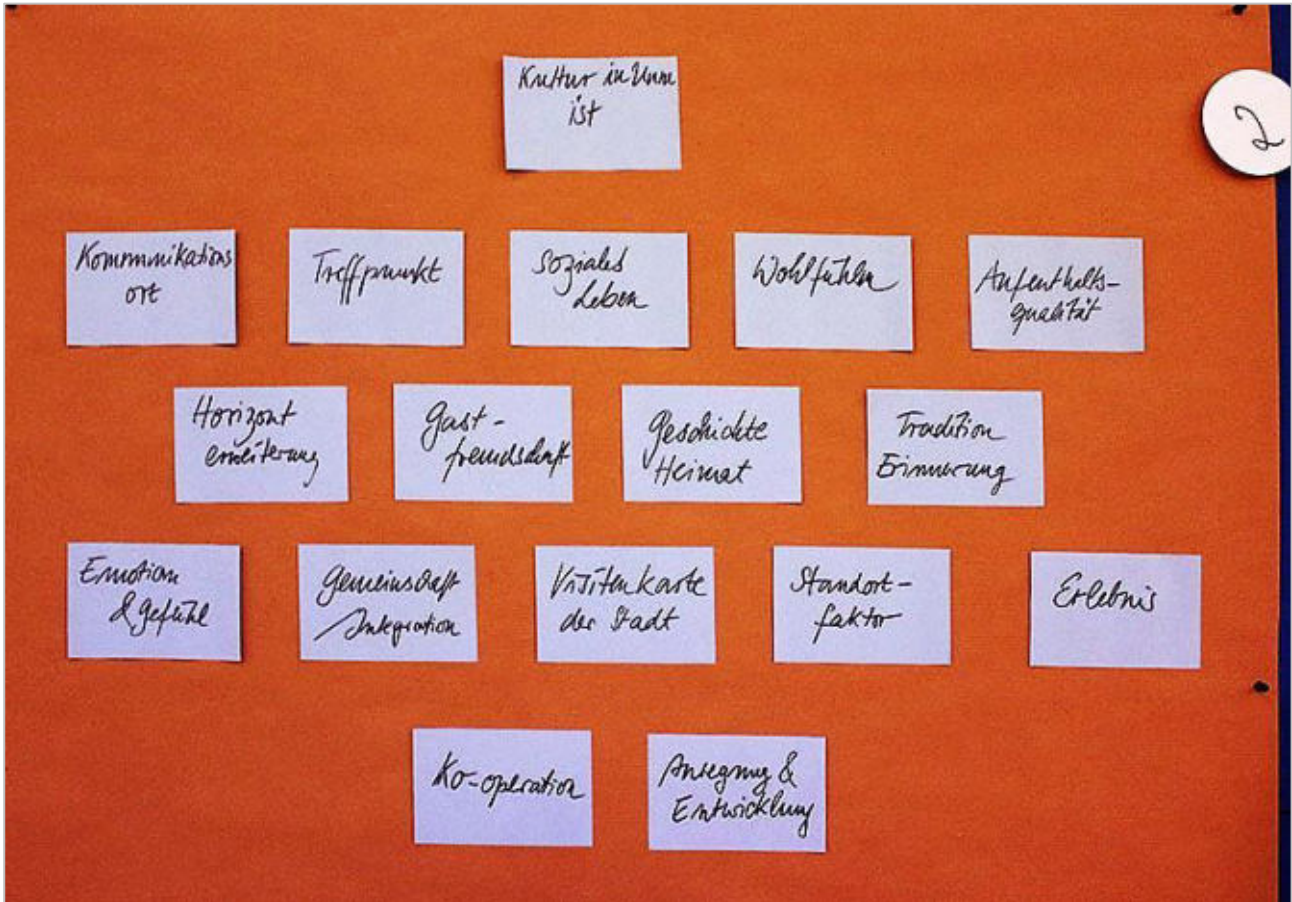 Kultur in Unna
ist
2
Kommunikations
ort
Treffpunkt
Soziales
Leben
Wohlfühlen
Aufenthalts-
qualität
Horizont
erweiterung
Gast-
freundschaft
Geschichte
Heimat
Tradition
Erinnerung
Emotion
& Gefühl
Gemeinschaft
/Integration
Visitenkarte
der Stadt
Standort-
faktor
Erlebnis
Ko-operation
Anregung &
Entwicklung